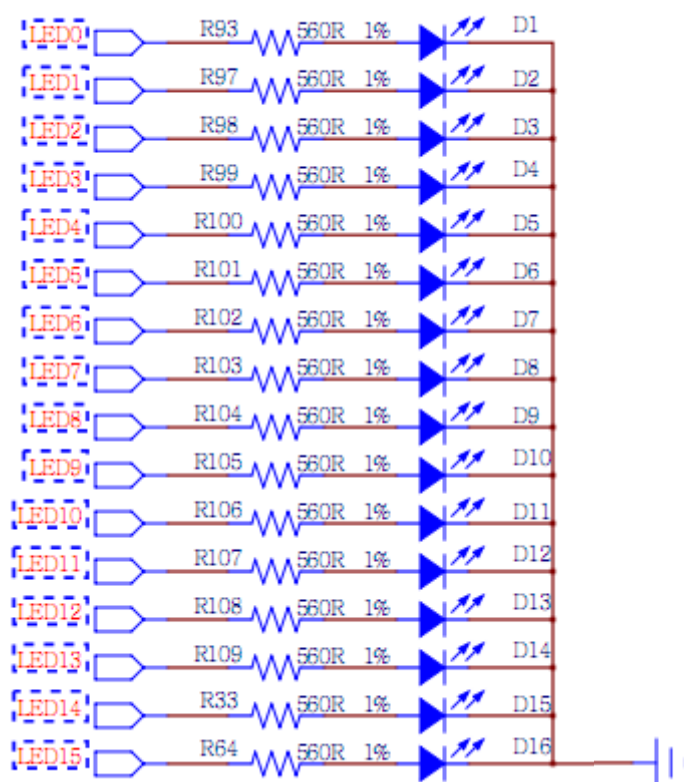 LED0 R93 560R 1% D1
LED1 R97 560R 1% D2
LED2 R98 560R 1% D3
LED3 R99 560R 1% D4
LED4 R100 560R 1% D5
LED5 R101 560R 1% D6
LED6 R102 560R 1% D7
LED7 R103 560R 1% D8
LED8 R104 560R 1% D9
LED9 R105 560R 1% D10
LED10 R106 560R 1% D11
LED11 R107 560R 1% D12
LED12 R108 560R 1% D13
LED13 R109 560R 1% D14
LED14 R33 560R 1% D15
LED15 R64 560R 1% D16